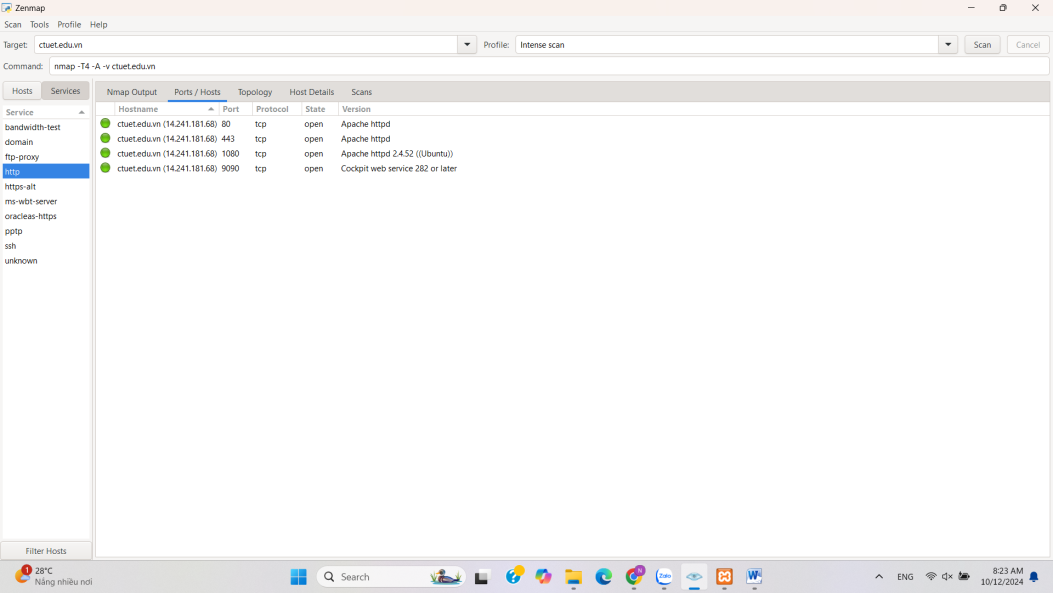 Zenmap
Scan Tools Profile Help
Target: ctuet.edu.vn Profile: Intense scan Scan Cancel
Command: nmap -T4 -A -v ctuet.edu.vn
Hosts Services Nmap Output Ports / Hosts Topology Host Details Scans
Service Hostname Port Protocol State Version
bandwidth-test ctuet.edu.vn (14.241.181.68) 80 tcp open Apache httpd
domain ctuet.edu.vn (14.241.181.68) 443 tcp open Apache httpd
ftp-proxy ctuet.edu.vn (14.241.181.68) 1080 tcp open Apache httpd 2.4.52 ((Ubuntu))
http ctuet.edu.vn (14.241.181.68) 9090 tcp open Cockpit web service 282 or later
https-alt
ms-wbt-server
oracleas-https
pptp
ssh
unknown
Filter Hosts
1 28°C
Nắng nhiều nơi
Search
N
Zalo
W
ENG
8:23 AM
10/12/2024